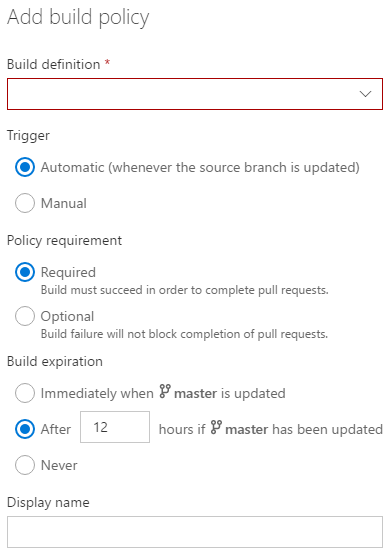 Add build policy
Build definition *
Trigger
Automatic (whenever the source branch is updated)
Manual
Policy requirement
Required
Build must succeed in order to complete pull requests.
Optional
Build failure will not block completion of pull requests.
Build expiration
Immediately when master is updated
After 12 hours if master has been updated
Never
Display name